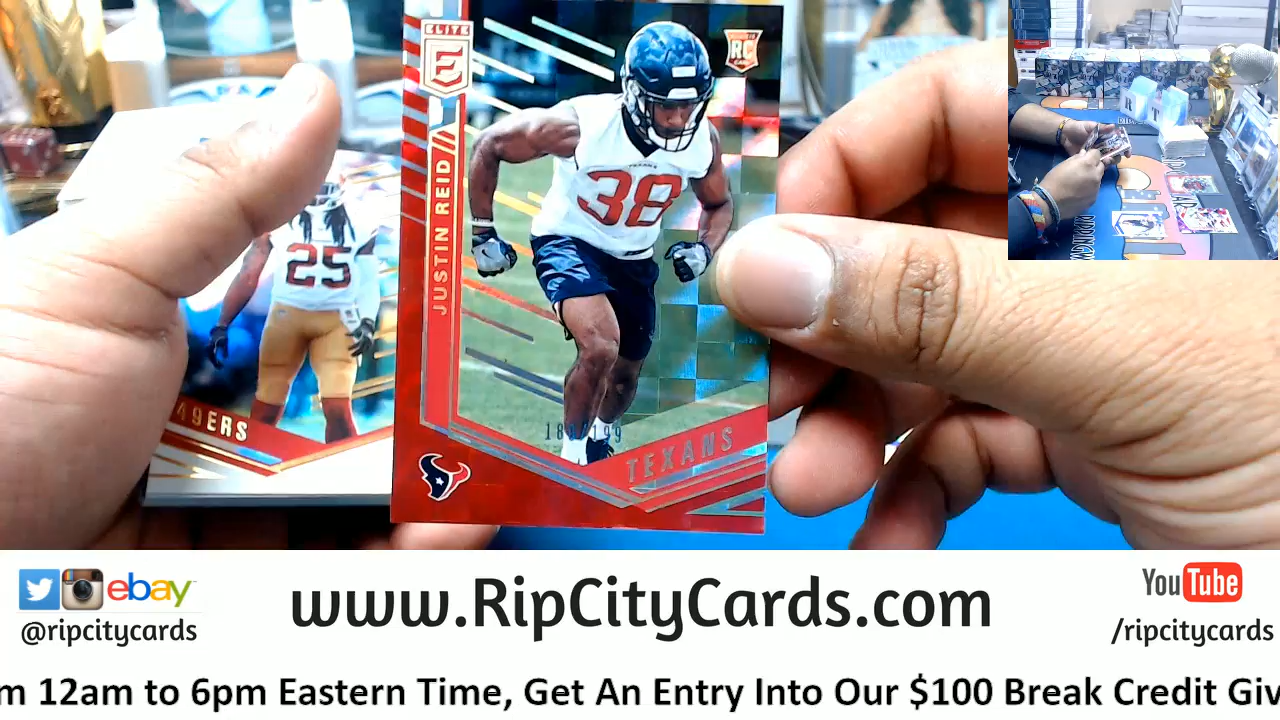 ELITE
E
RC
JUSTIN REID
38
TEXANS
25
49ERS
ebay
@ripcitycards
www.RipCityCards.com
YouTube
/ripcitycards
m 12am to 6pm Eastern Time, Get An Entry Into Our $100 Break Credit Giv